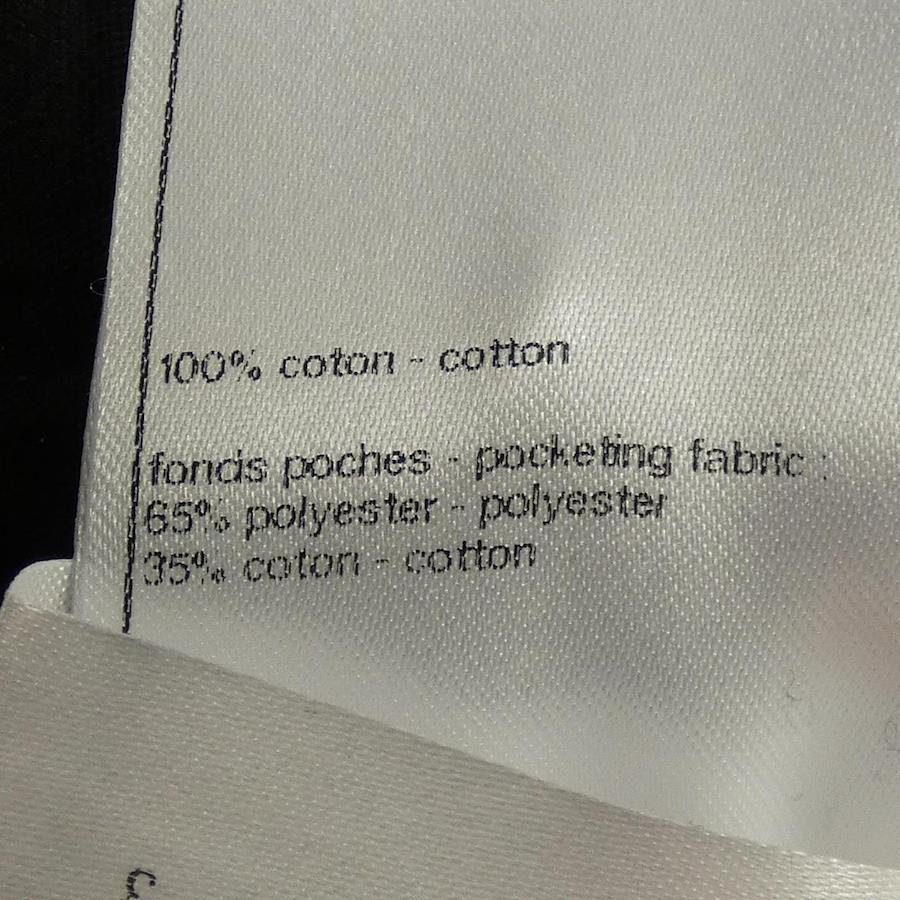 100% coton - cotton
fonds poches - pocketing fabric :
65% polyester - polyester
35% coton - cotton